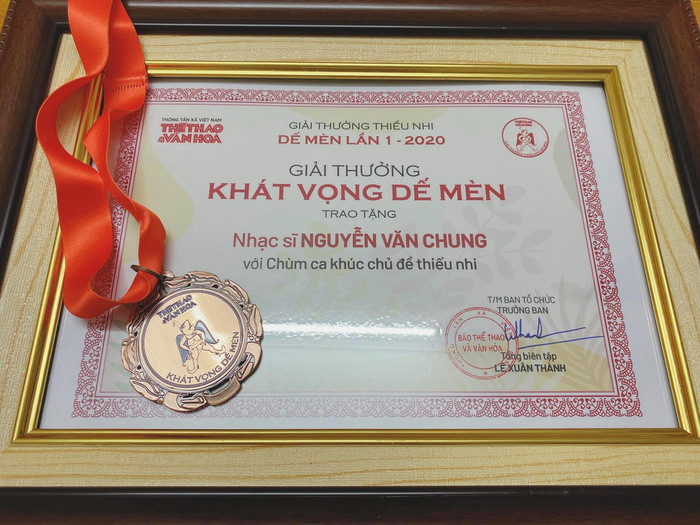 THÔNG TẤN XÃ VIỆT NAM
THỂ THAO
& VĂN HÓA
GIẢI THƯỞNG THIẾU NHI
DẾ MÈN LẦN 1 - 2020
GIẢI THƯỞNG
KHÁT VỌNG DẾ MÈN
TRAO TẶNG
Nhạc sĩ NGUYỄN VĂN CHUNG
với Chùm ca khúc chủ đề thiếu nhi
T/M BAN TỔ CHỨC
TRƯỞNG BAN
BÁO THỂ THAO
VÀ VĂN HÓA
Tổng biên tập
LÊ XUÂN THÀNH
THỂ THAO
& VĂN HÓA
KHÁT VỌNG DẾ MÈN